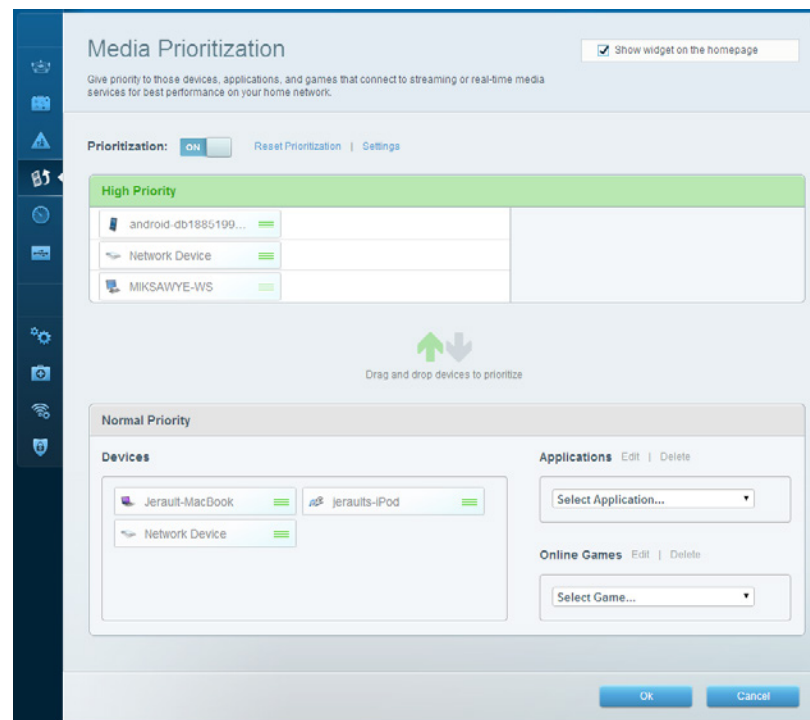 Media Prioritization
Show widget on the homepage
Give priority to those devices, applications, and games that connect to streaming or real-time media
services for best performance on your home network.
Prioritization: ON Reset Prioritization | Settings
High Priority
android-db1885199...
Network Device
MIKSAWYE-WS
Drag and drop devices to prioritize
Normal Priority
Devices
Jerault-MacBook
jeraults-iPod
Network Device
Applications Edit | Delete
Select Application...
Online Games Edit | Delete
Select Game...
Ok
Cancel